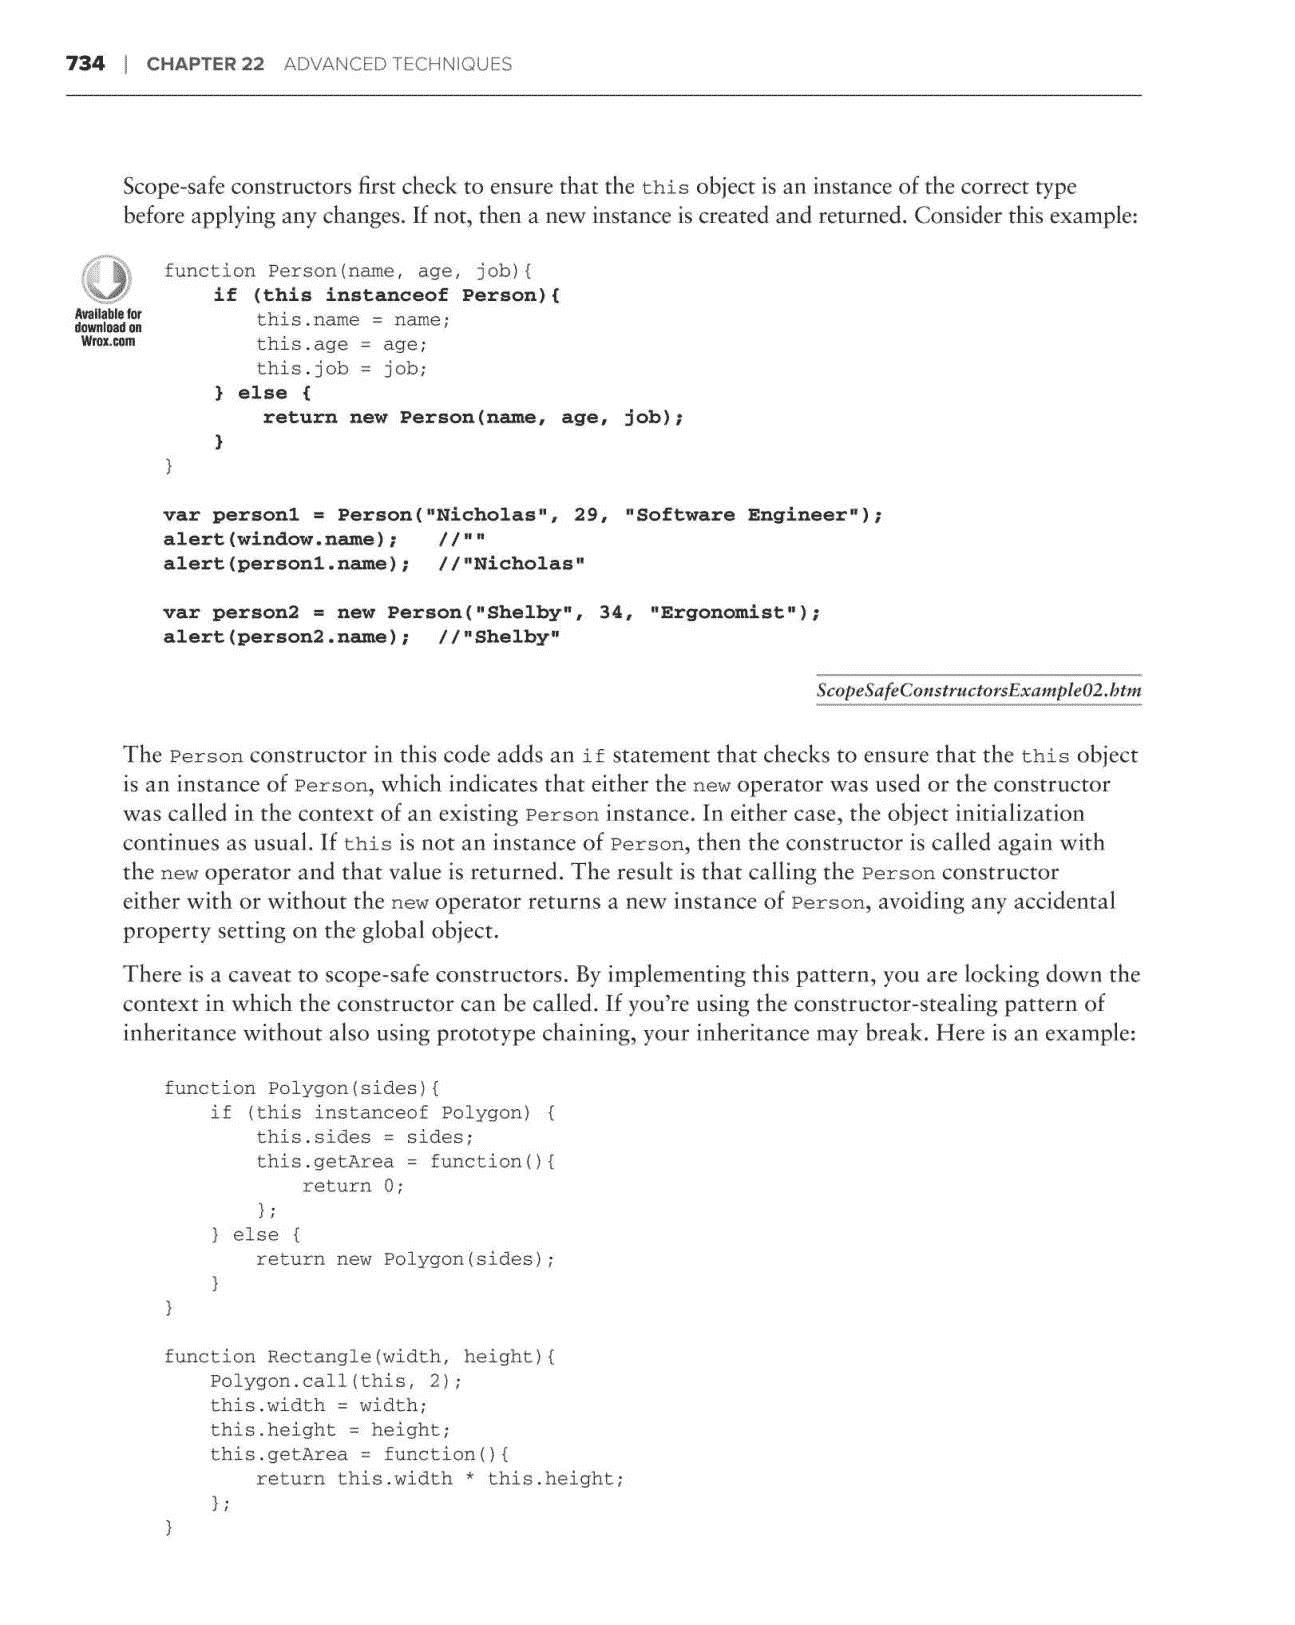 734 | CHAPTER 22 ADVANCED TECHNIQUES
Scope-safe constructors first check to ensure that the this object is an instance of the correct type
before applying any changes. If not, then a new instance is created and returned. Consider this example:
Available for
download on
Wrox.com
function Person(name, age, job){
    if (this instanceof Person){
        this.name = name;
        this.age = age;
        this.job = job;
    } else {
        return new Person(name, age, job);
    }
}
var person1 = Person("Nicholas", 29, "Software Engineer");
alert(window.name);   //""
alert(person1.name);  //"Nicholas"
var person2 = new Person("Shelby", 34, "Ergonomist");
alert(person2.name);  //"Shelby"
ScopeSafeConstructorsExample02.htm
The Person constructor in this code adds an if statement that checks to ensure that the this object
is an instance of Person, which indicates that either the new operator was used or the constructor
was called in the context of an existing Person instance. In either case, the object initialization
continues as usual. If this is not an instance of Person, then the constructor is called again with
the new operator and that value is returned. The result is that calling the Person constructor
either with or without the new operator returns a new instance of Person, avoiding any accidental
property setting on the global object.
There is a caveat to scope-safe constructors. By implementing this pattern, you are locking down the
context in which the constructor can be called. If you're using the constructor-stealing pattern of
inheritance without also using prototype chaining, your inheritance may break. Here is an example:
function Polygon(sides){
    if (this instanceof Polygon) {
        this.sides = sides;
        this.getArea = function(){
            return 0;
        };
    } else {
        return new Polygon(sides);
    }
}
function Rectangle(width, height){
    Polygon.call(this, 2);
    this.width = width;
    this.height = height;
    this.getArea = function(){
        return this.width * this.height;
    };
}